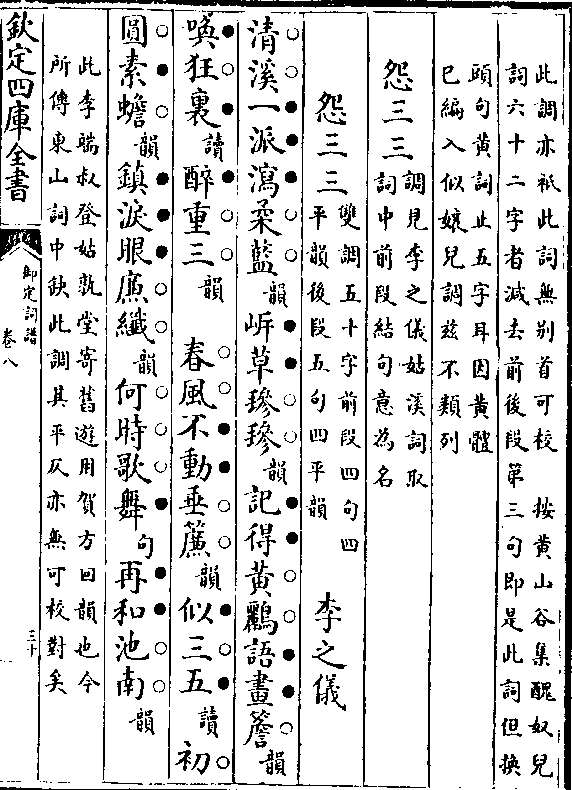 此調亦祇此詞無别首可校　按黄山谷集醜奴兒
詞六十二字者減去前後段第三句即是此詞但換
頭句黄詞止五字耳因黄體
已編入似孃兒調兹不類列
怨三三調見李之儀姑溪詞取
詞中前段結句意為名
怨三三雙調五十字前段四句四
平韻後段五句四平韻　李之儀
清溪一派瀉柔藍韻岍草毿毿韻記得黄鸝語畫簷韻
喚狂裏讀醉重三韻　春風不動垂簾韻似三五讀初
圓素蟾韻鎮淚眼㢘纖韻何時歌舞句再和池南韻
此李端叔登姑孰堂寄舊遊用賀方回韻也今
所傳東山詞中缺此調其平仄亦無可校對矣
欽定四庫全書
御定詞譜
卷八
三十